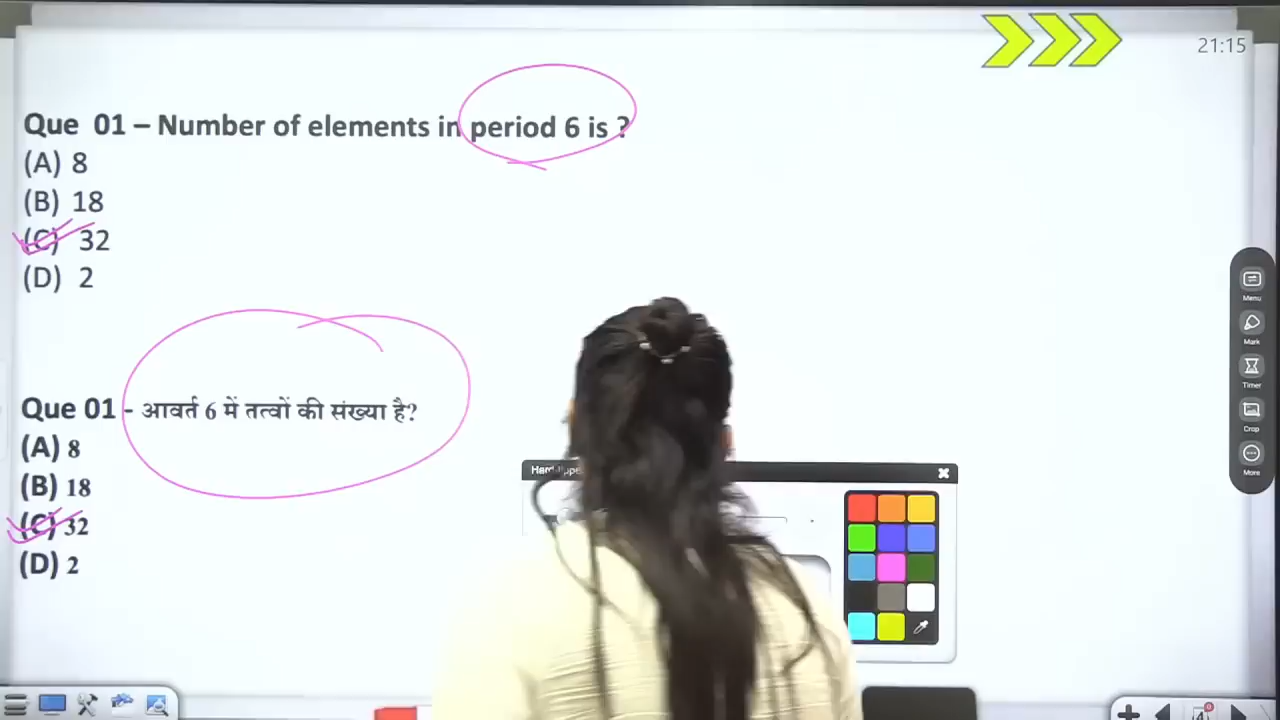 21:15
Que 01 – Number of elements in period 6 is ?
(A) 8
(B) 18
(C) 32
(D) 2
Menu
Mark
Timer
Crop
More
Que 01 - आवर्त 6 में तत्वों की संख्या है?
(A) 8
(B) 18
(C) 32
(D) 2